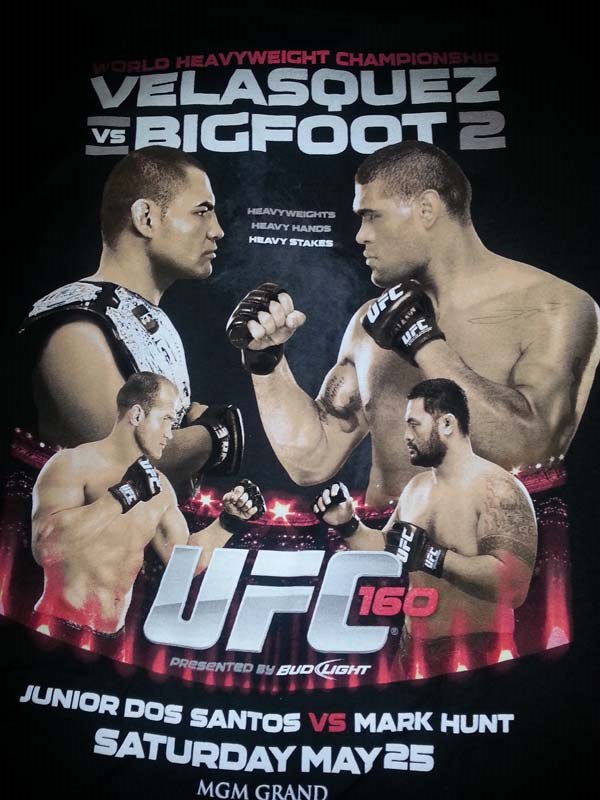 WORLD HEAVYWEIGHT CHAMPIONSHIP
VELASQUEZ
VS BIGFOOT 2
HEAVYWEIGHTS
HEAVY HANDS
HEAVY STAKES
UFC
UFC
UFC
UFC
UFC
UFC 160
PRESENTED BY BUD LIGHT
JUNIOR DOS SANTOS VS MARK HUNT
SATURDAY MAY 25
MGM GRAND